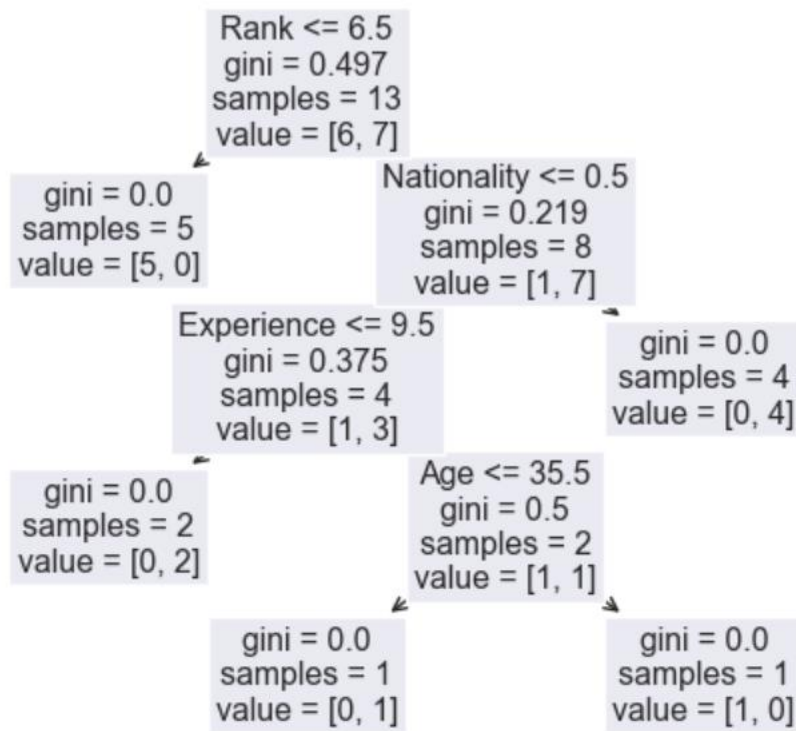 Rank <= 6.5
gini = 0.497
samples = 13
value = [6, 7]
gini = 0.0
samples = 5
value = [5, 0]
Nationality <= 0.5
gini = 0.219
samples = 8
value = [1, 7]
Experience <= 9.5
gini = 0.375
samples = 4
value = [1, 3]
gini = 0.0
samples = 4
value = [0, 4]
gini = 0.0
samples = 2
value = [0, 2]
Age <= 35.5
gini = 0.5
samples = 2
value = [1, 1]
gini = 0.0
samples = 1
value = [0, 1]
gini = 0.0
samples = 1
value = [1, 0]